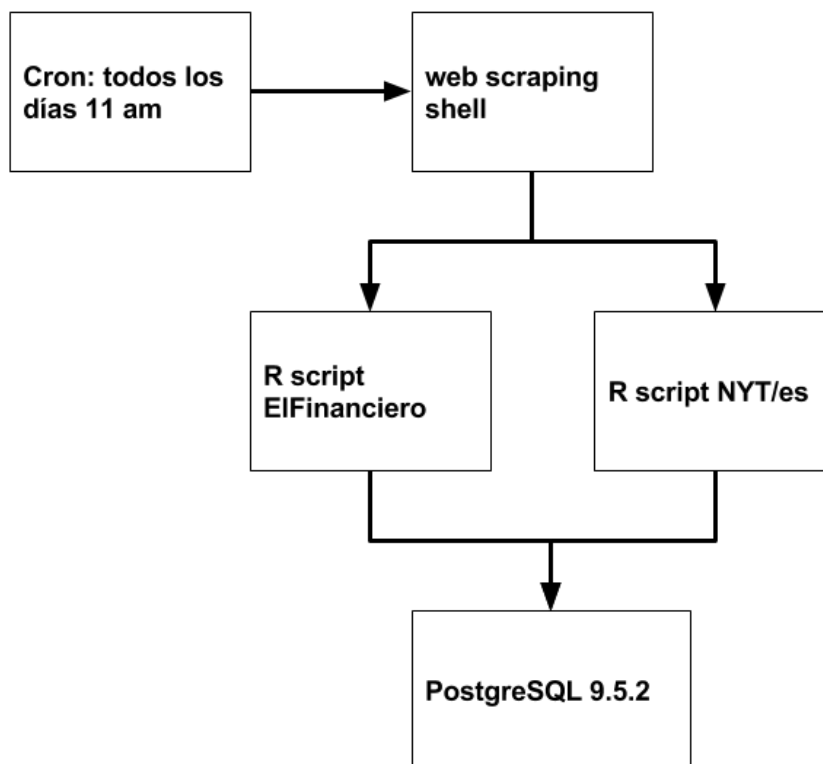 Cron: todos los
días 11 am
web scraping
shell
R script
ElFinanciero
R script NYT/es
PostgreSQL 9.5.2